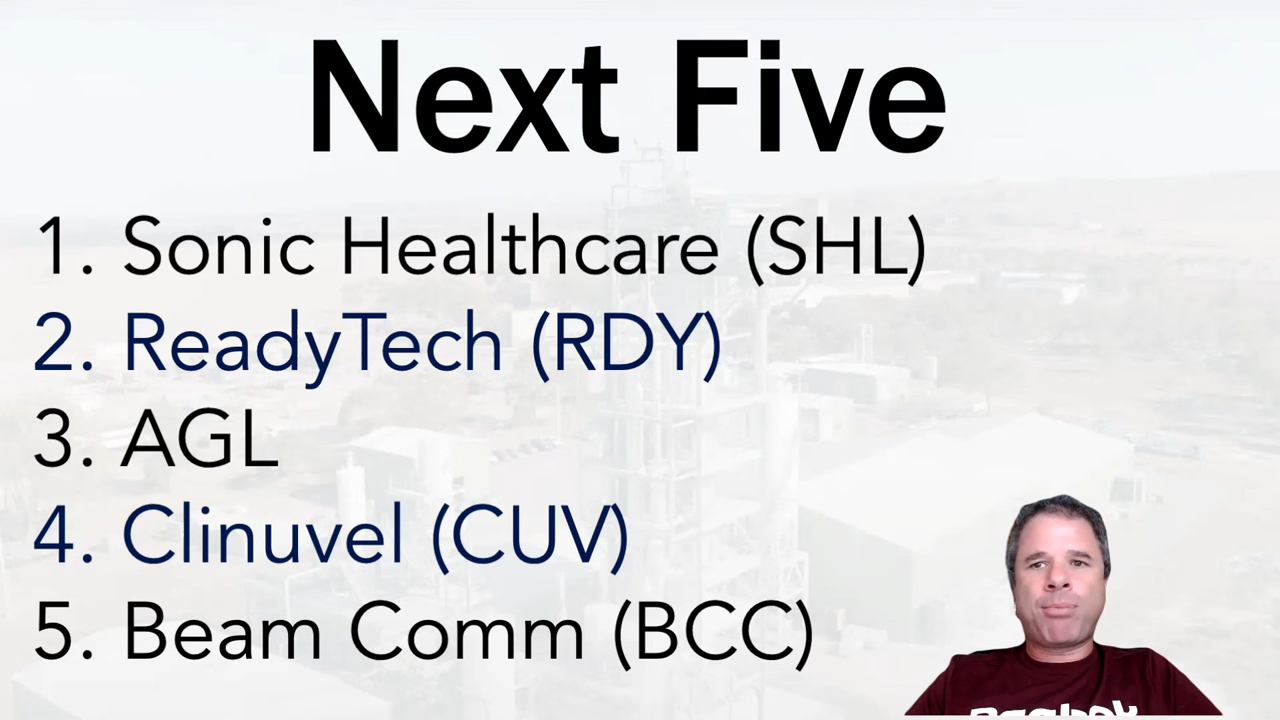 Next Five
1. Sonic Healthcare (SHL)
2. ReadyTech (RDY)
3. AGL
4. Clinuvel (CUV)
5. Beam Comm (BCC)